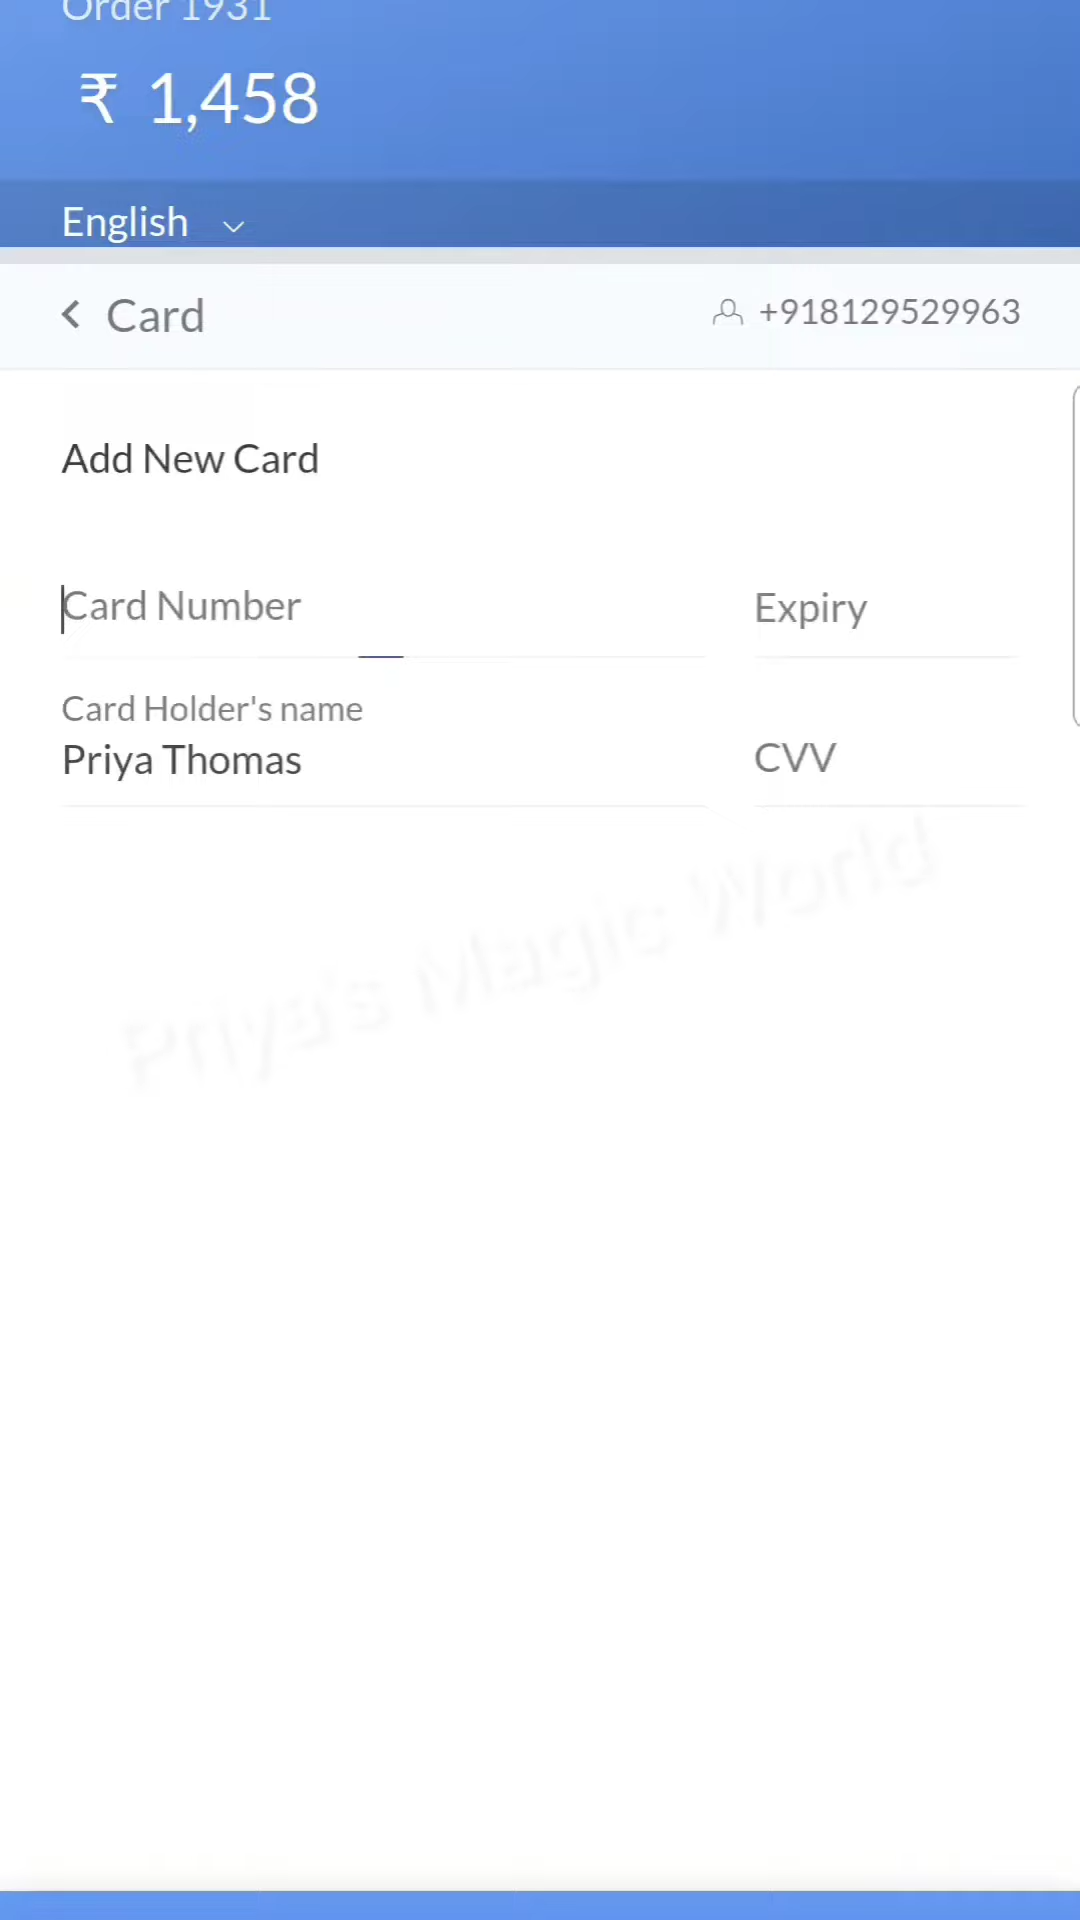 Order 1931
₹ 1,458
English
Card
+918129529963
Add New Card
Card Number
Expiry
Card Holder's name
Priya Thomas
CVV
Priya's Magic World